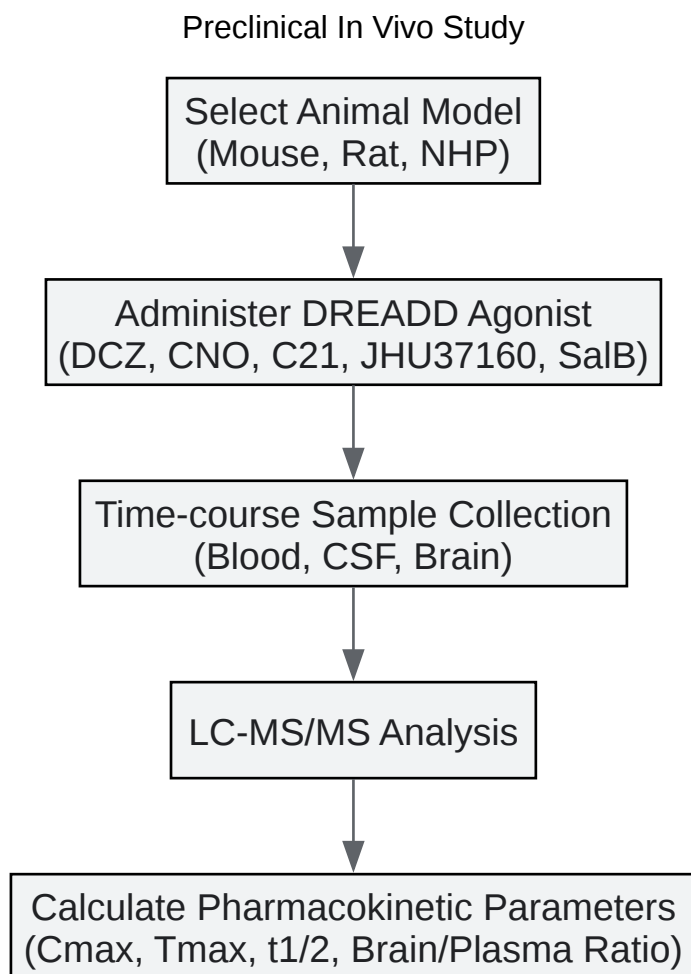 Preclinical In Vivo Study
Select Animal Model
(Mouse, Rat, NHP)
Administer DREADD Agonist
(DCZ, CNO, C21, JHU37160, SalB)
Time-course Sample Collection
(Blood, CSF, Brain)
LC-MS/MS Analysis
Calculate Pharmacokinetic Parameters
(Cmax, Tmax, t1/2, Brain/Plasma Ratio)